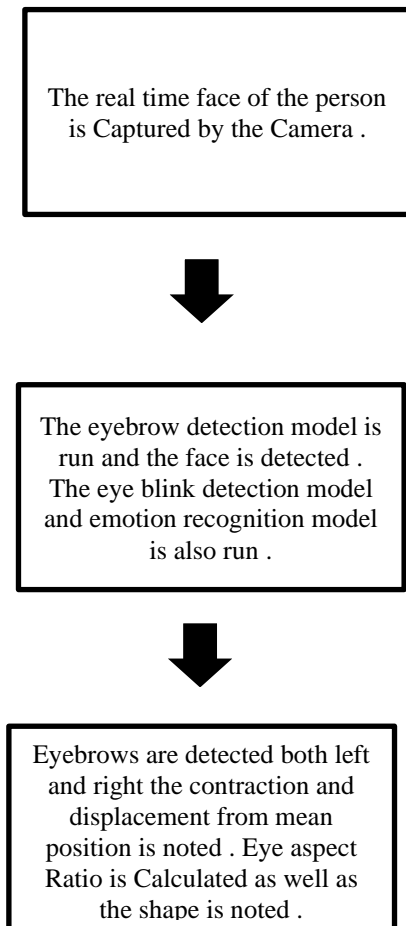 The real time face of the person
is Captured by the Camera .
The eyebrow detection model is
run and the face is detected .
The eye blink detection model
and emotion recognition model
is also run .
Eyebrows are detected both left
and right the contraction and
displacement from mean
position is noted . Eye aspect
Ratio is Calculated as well as
the shape is noted .